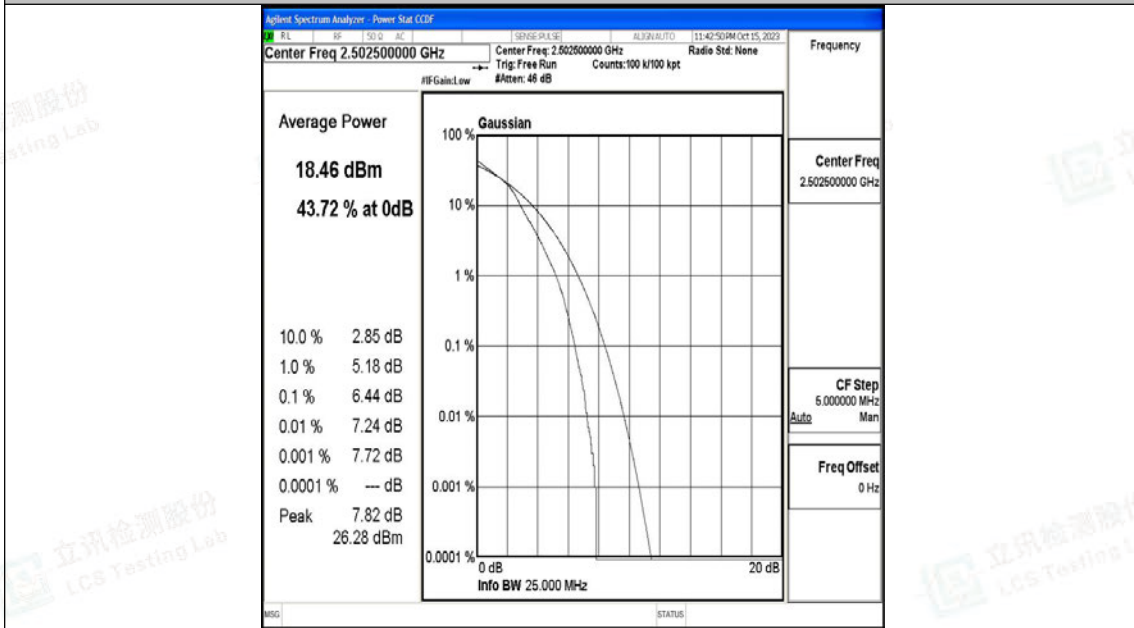 Agilent Spectrum Analyzer - Power Stat CCDF
RL RF 50 Ω AC SENSE:PULSE ALIGN AUTO 11:42:50 PM Oct 15, 2023
Center Freq 2.502500000 GHz
Center Freq: 2.502500000 GHz Radio Std: None
Trig: Free Run Counts:100 k/100 kpt
#IFGain:Low #Atten: 46 dB
Frequency
Average Power
18.46 dBm
43.72 % at 0dB
10.0 % 2.85 dB
1.0 % 5.18 dB
0.1 % 6.44 dB
0.01 % 7.24 dB
0.001 % 7.72 dB
0.0001 % --- dB
Peak 7.82 dB
26.28 dBm
Gaussian
100 %
10 %
1 %
0.1 %
0.01 %
0.001 %
0.0001 %
0 dB 20 dB
Info BW 25.000 MHz
Center Freq
2.502500000 GHz
CF Step
5.000000 MHz
Auto Man
Freq Offset
0 Hz
MSG STATUS
立讯检测股份
LCS Testing Lab
立讯检测股份